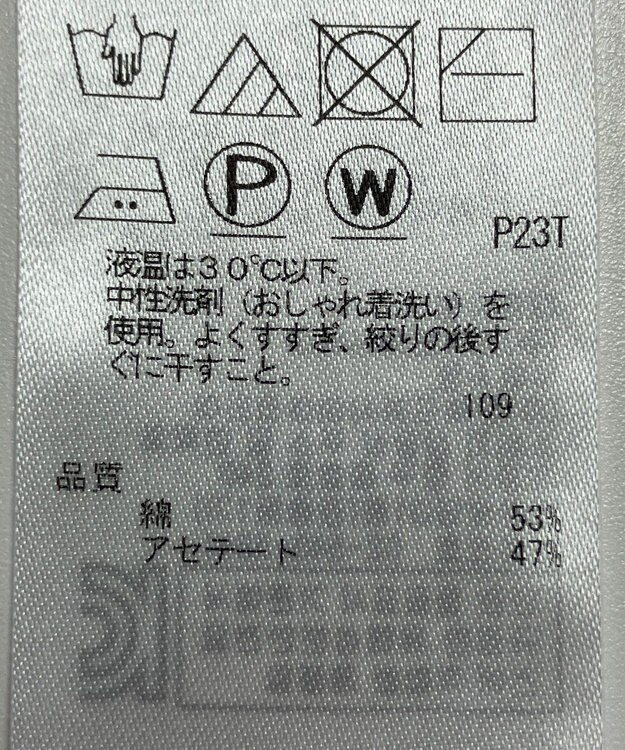 P W
P23T
液温は30℃以下。
中性洗剤（おしゃれ着洗い）を
使用。よくすすぎ、絞りの後す
ぐに干すこと。
109
品質
綿 53%
アセテート 47%